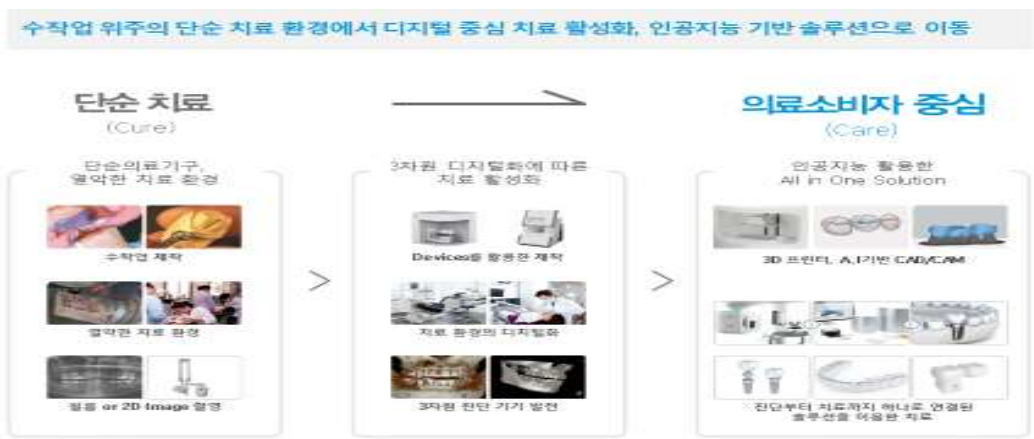 수작업 위주의 단순 치료 환경에서 디지털 중심 치료 활성화, 인공지능 기반 솔루션으로 이동
단순 치료
(Cure)
의료소비자 중심
(Care)
단순의료기구,
열악한 치료 환경
수작업 제작
열악한 치료 환경
필름 or 2D Image 촬영
>
3차원 디지털화에 따른
치료 활성화
Devices를 활용한 제작
치료 환경의 디지털화
3차원 진단 기기 발전
>
인공지능 활용한
All in One Solution
3D 프린터, A.I기반 CAD/CAM
진단부터 치료까지 하나로 연결된
솔루션을 이용한 치료